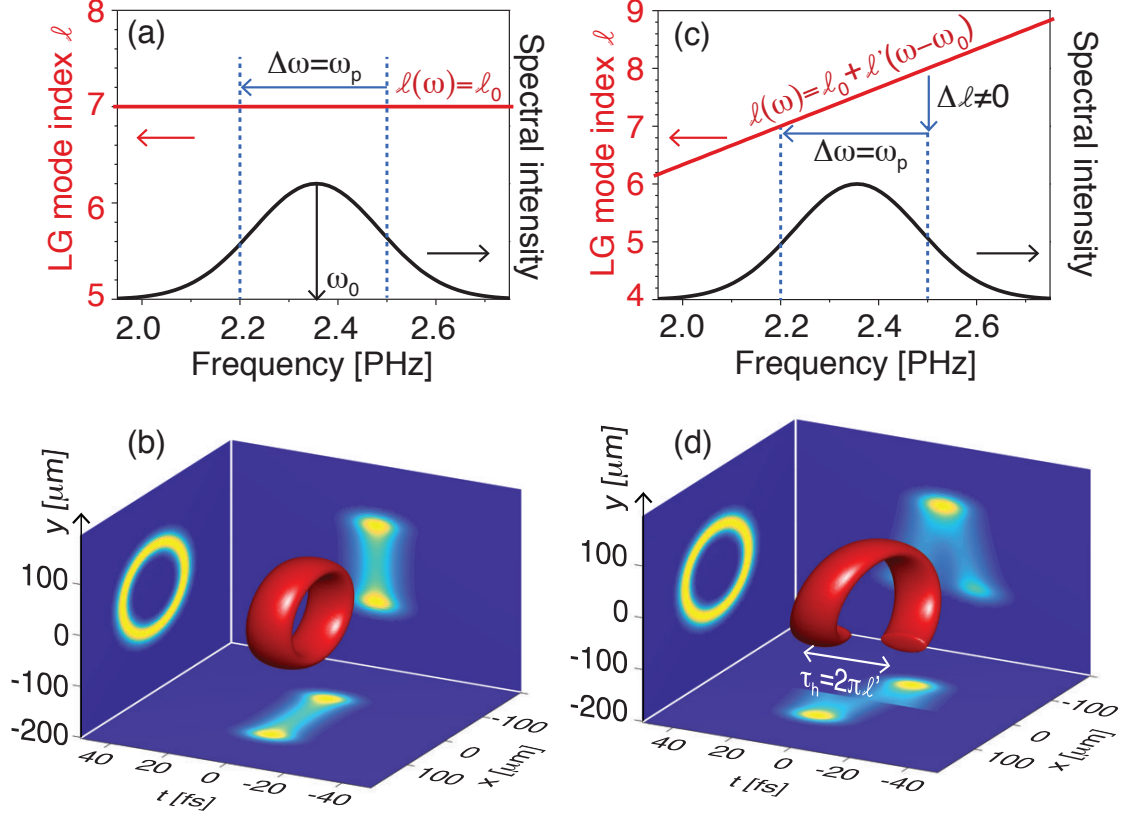 (a)
LG mode index ℓ
8
7
6
5
Δω=ω_p
ℓ(ω)=ℓ_0
ω_0
Spectral intensity
2.0 2.2 2.4 2.6
Frequency [PHz]
(c)
LG mode index ℓ
9
8
7
6
5
4
ℓ(ω)=ℓ_0+ℓ'(ω-ω_0)
Δℓ≠0
Δω=ω_p
Spectral intensity
2.0 2.2 2.4 2.6
Frequency [PHz]
(b)
y [μm]
100
0
-100
-200
40 20 0 -20 -40
t [fs]
100 0 -100
x [μm]
(d)
y [μm]
100
0
-100
-200
τ_h=2πℓ'
40 20 0 -20 -40
t [fs]
100 0 -100
x [μm]